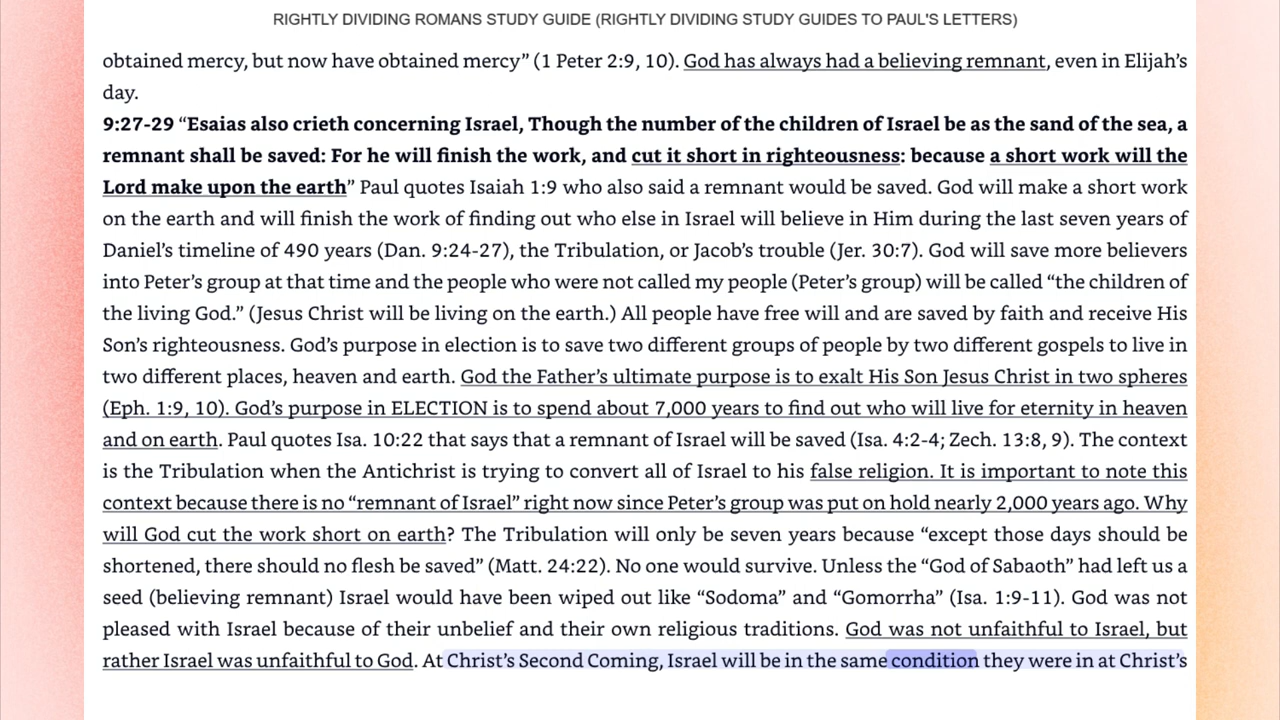 RIGHTLY DIVIDING ROMANS STUDY GUIDE (RIGHTLY DIVIDING STUDY GUIDES TO PAUL'S LETTERS)
obtained mercy, but now have obtained mercy” (1 Peter 2:9, 10). God has always had a believing remnant, even in Elijah’s
day.
9:27-29 “Esaias also crieth concerning Israel, Though the number of the children of Israel be as the sand of the sea, a
remnant shall be saved: For he will finish the work, and cut it short in righteousness: because a short work will the
Lord make upon the earth” Paul quotes Isaiah 1:9 who also said a remnant would be saved. God will make a short work
on the earth and will finish the work of finding out who else in Israel will believe in Him during the last seven years of
Daniel’s timeline of 490 years (Dan. 9:24-27), the Tribulation, or Jacob’s trouble (Jer. 30:7). God will save more believers
into Peter’s group at that time and the people who were not called my people (Peter’s group) will be called “the children of
the living God.” (Jesus Christ will be living on the earth.) All people have free will and are saved by faith and receive His
Son’s righteousness. God’s purpose in election is to save two different groups of people by two different gospels to live in
two different places, heaven and earth. God the Father’s ultimate purpose is to exalt His Son Jesus Christ in two spheres
(Eph. 1:9, 10). God’s purpose in ELECTION is to spend about 7,000 years to find out who will live for eternity in heaven
and on earth. Paul quotes Isa. 10:22 that says that a remnant of Israel will be saved (Isa. 4:2-4; Zech. 13:8, 9). The context
is the Tribulation when the Antichrist is trying to convert all of Israel to his false religion. It is important to note this
context because there is no “remnant of Israel” right now since Peter’s group was put on hold nearly 2,000 years ago. Why
will God cut the work short on earth? The Tribulation will only be seven years because “except those days should be
shortened, there should no flesh be saved” (Matt. 24:22). No one would survive. Unless the “God of Sabaoth” had left us a
seed (believing remnant) Israel would have been wiped out like “Sodoma” and “Gomorrha” (Isa. 1:9-11). God was not
pleased with Israel because of their unbelief and their own religious traditions. God was not unfaithful to Israel, but
rather Israel was unfaithful to God. At Christ’s Second Coming, Israel will be in the same condition they were in at Christ’s